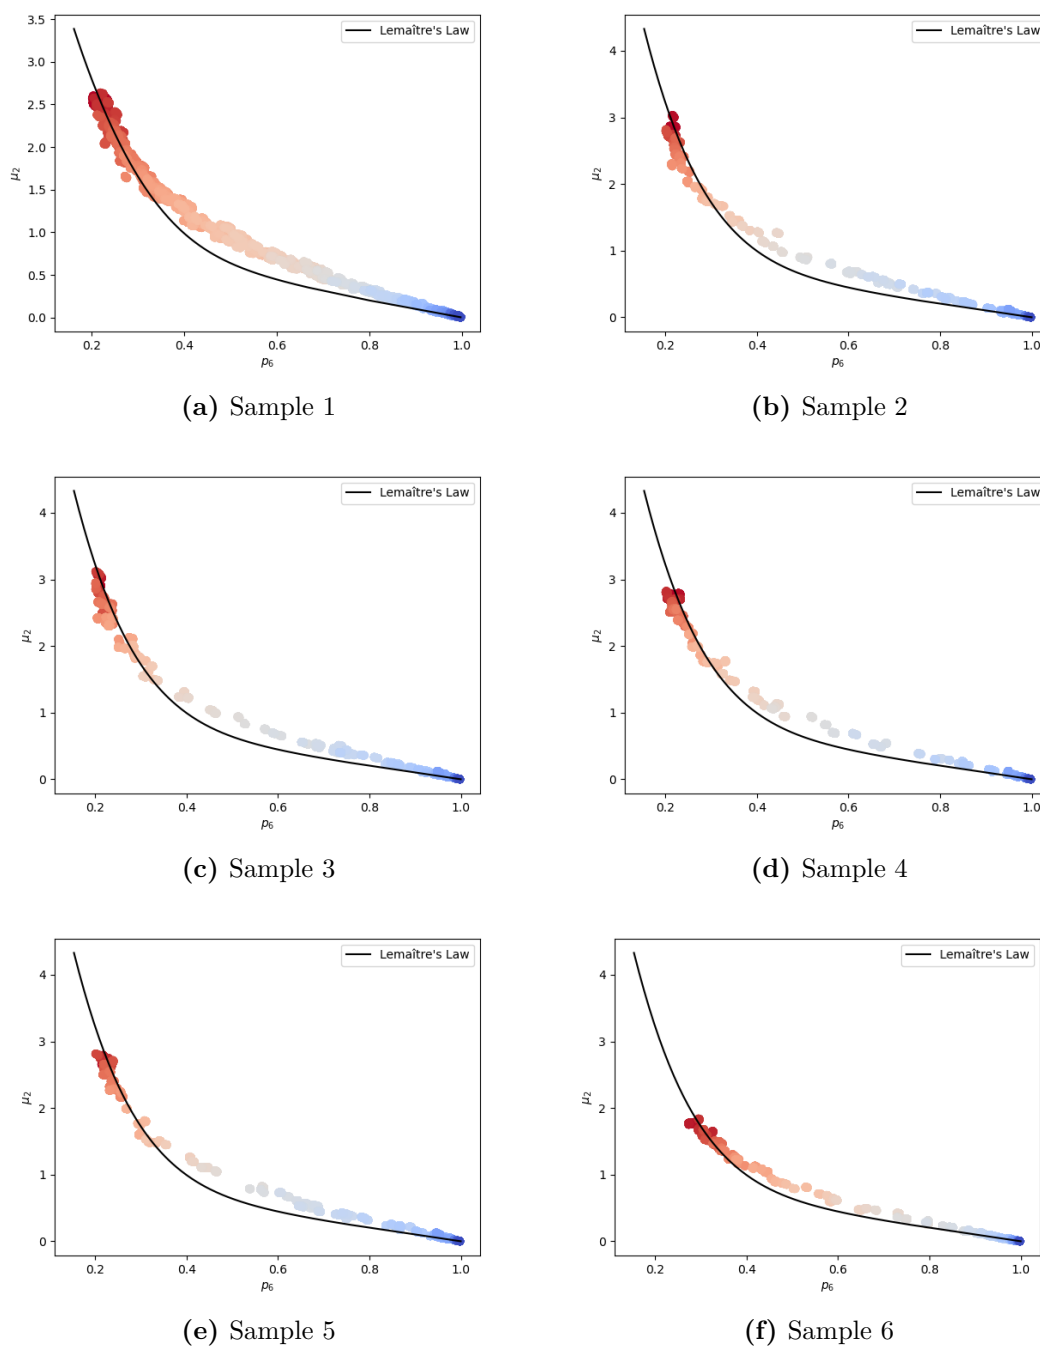 3.5
3.0
2.5
2.0
1.5
1.0
0.5
0.0
μ2
0.2 0.4 0.6 0.8 1.0
p6
Lemaître's Law
(a) Sample 1
4
3
2
1
0
μ2
0.2 0.4 0.6 0.8 1.0
p6
Lemaître's Law
(b) Sample 2
4
3
2
1
0
μ2
0.2 0.4 0.6 0.8 1.0
p6
Lemaître's Law
(c) Sample 3
4
3
2
1
0
μ2
0.2 0.4 0.6 0.8 1.0
p6
Lemaître's Law
(d) Sample 4
4
3
2
1
0
μ2
0.2 0.4 0.6 0.8 1.0
p6
Lemaître's Law
(e) Sample 5
4
3
2
1
0
μ2
0.2 0.4 0.6 0.8 1.0
p6
Lemaître's Law
(f) Sample 6